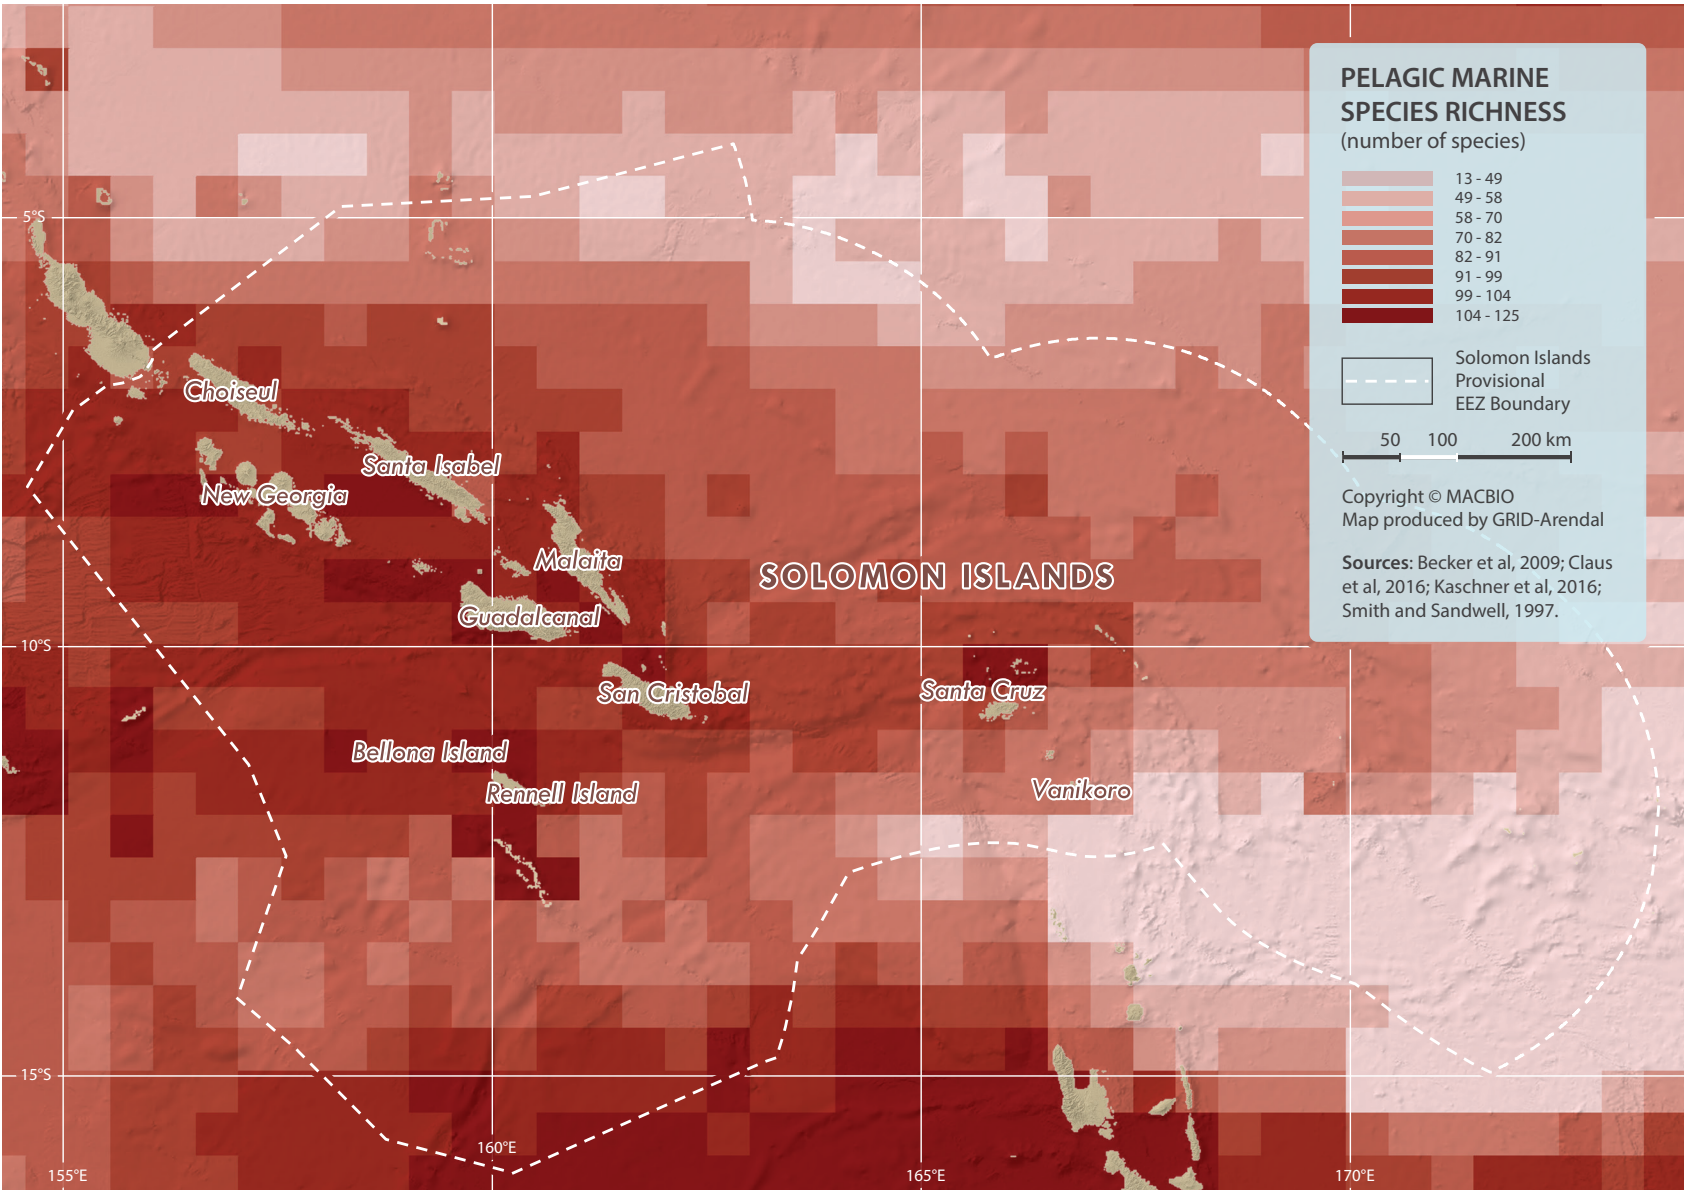 PELAGIC MARINE
SPECIES RICHNESS
(number of species)
13 - 49
49 - 58
58 - 70
70 - 82
82 - 91
91 - 99
99 - 104
104 - 125
Solomon Islands
Provisional
EEZ Boundary
50 100 200 km
Copyright © MACBIO
Map produced by GRID-Arendal
Sources: Becker et al, 2009; Claus
et al, 2016; Kaschner et al, 2016;
Smith and Sandwell, 1997.
5°S
Choiseul
Santa Isabel
New Georgia
Malaita
SOLOMON ISLANDS
Guadalcanal
10°S
San Cristobal
Santa Cruz
Bellona Island
Rennell Island
Vanikoro
15°S
155°E
160°E
165°E
170°E